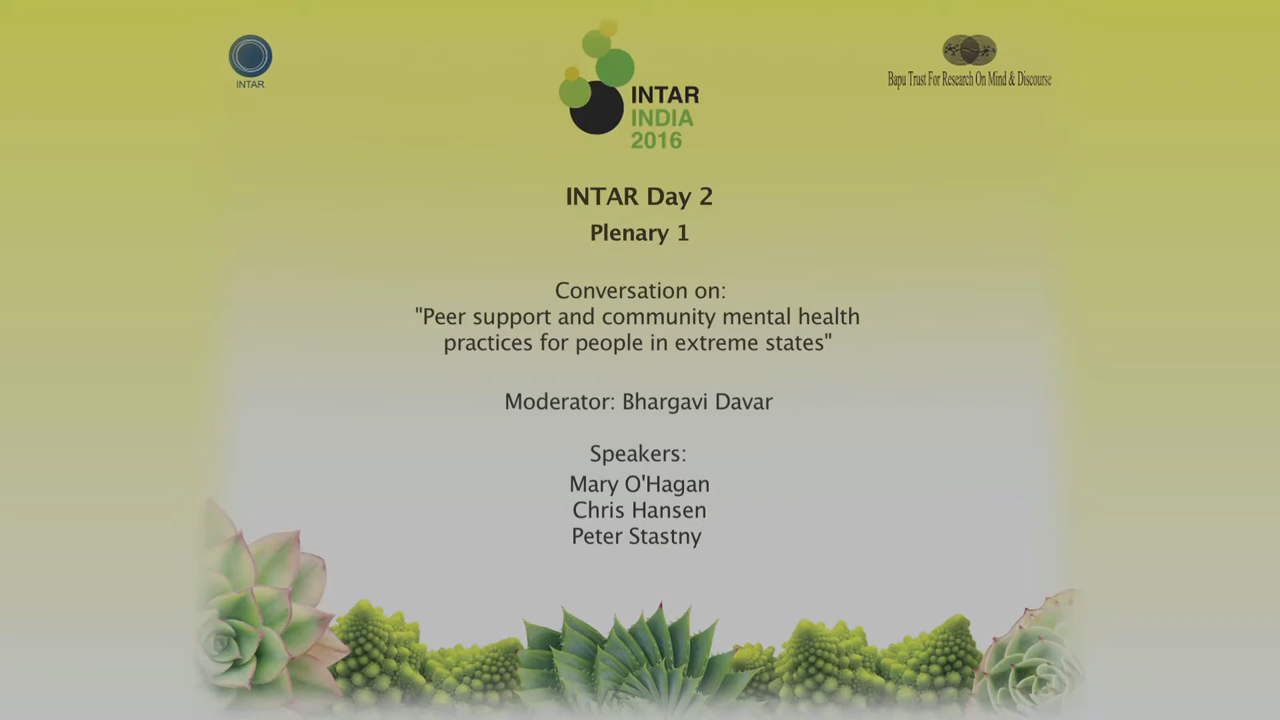 INTAR
INTAR
INDIA
2016
Bapu Trust For Research On Mind & Discourse
INTAR Day 2
Plenary 1
Conversation on:
"Peer support and community mental health
practices for people in extreme states"
Moderator: Bhargavi Davar
Speakers:
Mary O'Hagan
Chris Hansen
Peter Stastny